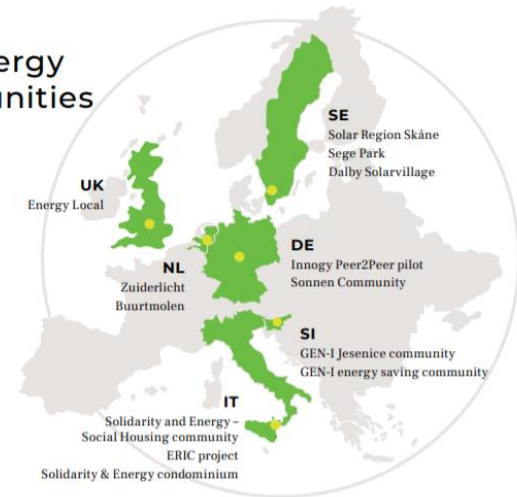 ergy
unities
SE
Solar Region Skåne
Sege Park
Dalby Solarvillage
UK
Energy Local
DE
Innogy Peer2Peer pilot
Sonnen Community
NL
Zuiderlicht
Buurtmolen
SI
GEN-I Jesenice community
GEN-I energy saving community
IT
Solidarity and Energy –
Social Housing community
ERIC project
Solidarity & Energy condominium